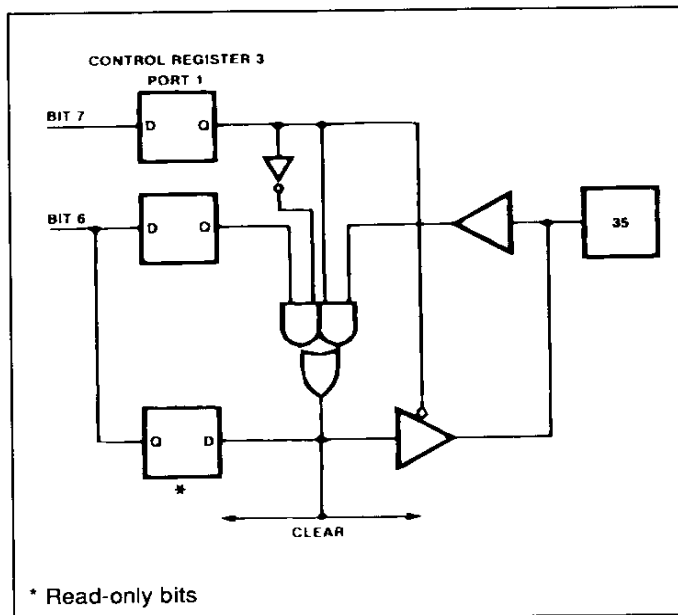 CONTROL REGISTER 3
PORT 1
BIT 7
D Q
BIT 6
D Q
35
Q D
*
CLEAR
* Read-only bits